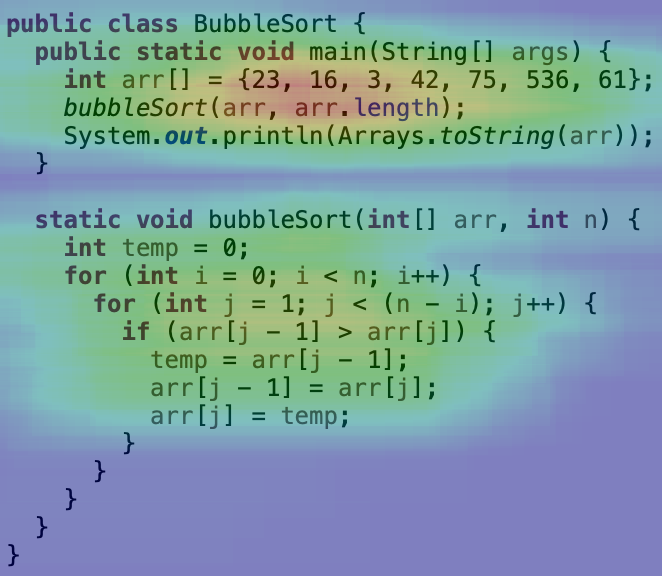 public class BubbleSort {
  public static void main(String[] args) {
    int arr[] = {23, 16, 3, 42, 75, 536, 61};
    bubbleSort(arr, arr.length);
    System.out.println(Arrays.toString(arr));
  }

  static void bubbleSort(int[] arr, int n) {
    int temp = 0;
    for (int i = 0; i < n; i++) {
      for (int j = 1; j < (n - i); j++) {
        if (arr[j - 1] > arr[j]) {
          temp = arr[j - 1];
          arr[j - 1] = arr[j];
          arr[j] = temp;
        }
      }
    }
  }
}